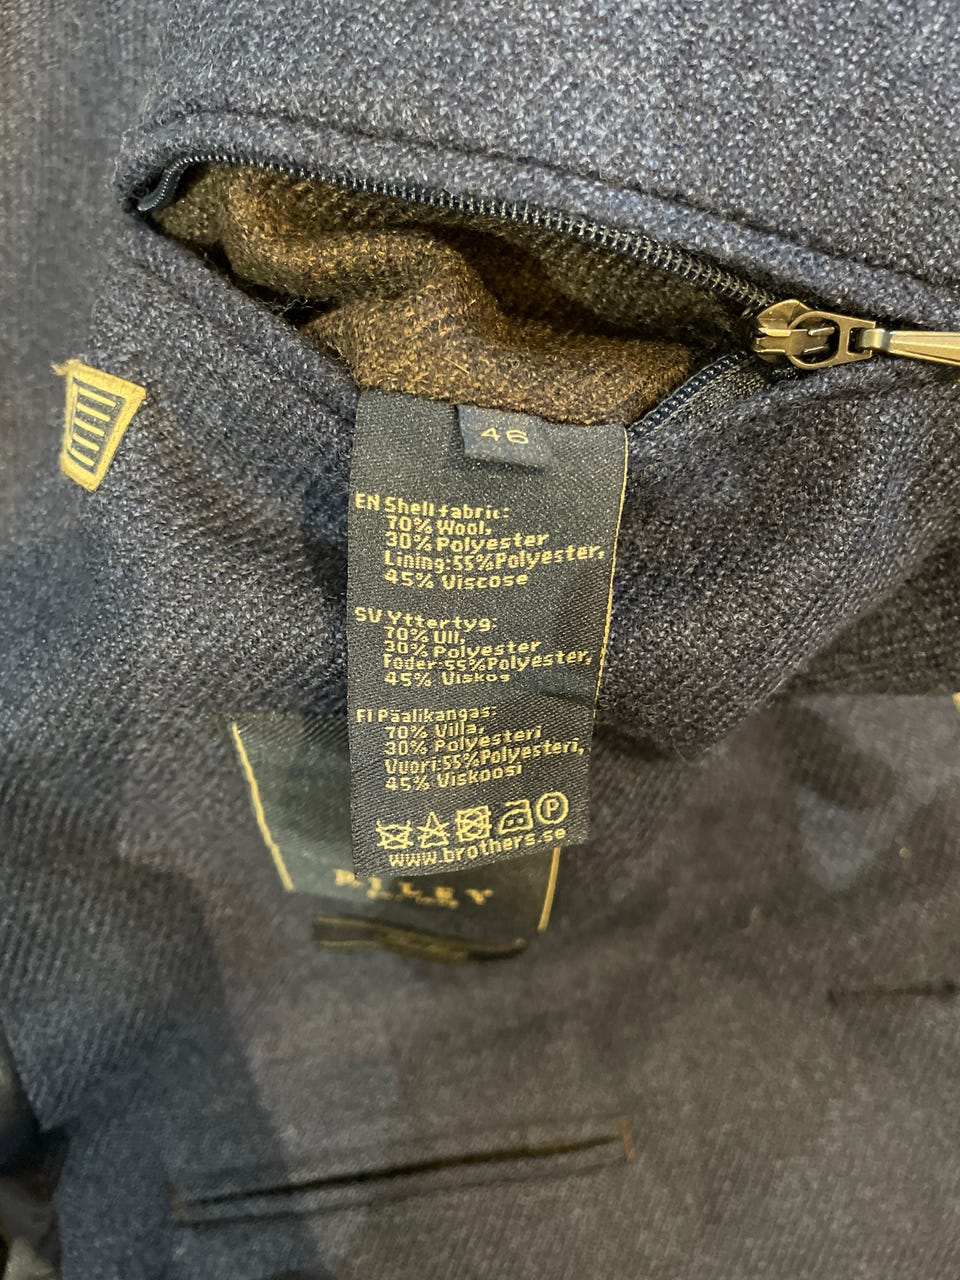 46
EN Shell fabric:
70% Wool,
30% Polyester
Lining:55%Polyester,
45% Viscose
SV Yttertyg:
70% Ull,
30% Polyester
Foder:55%Polyester,
45% Viskos
FI Päälikangas:
70% Villa,
30% Polyesteri
Vuori:55%Polyesteri,
45% Viskoosi
P
www.brothers.se
RILEY